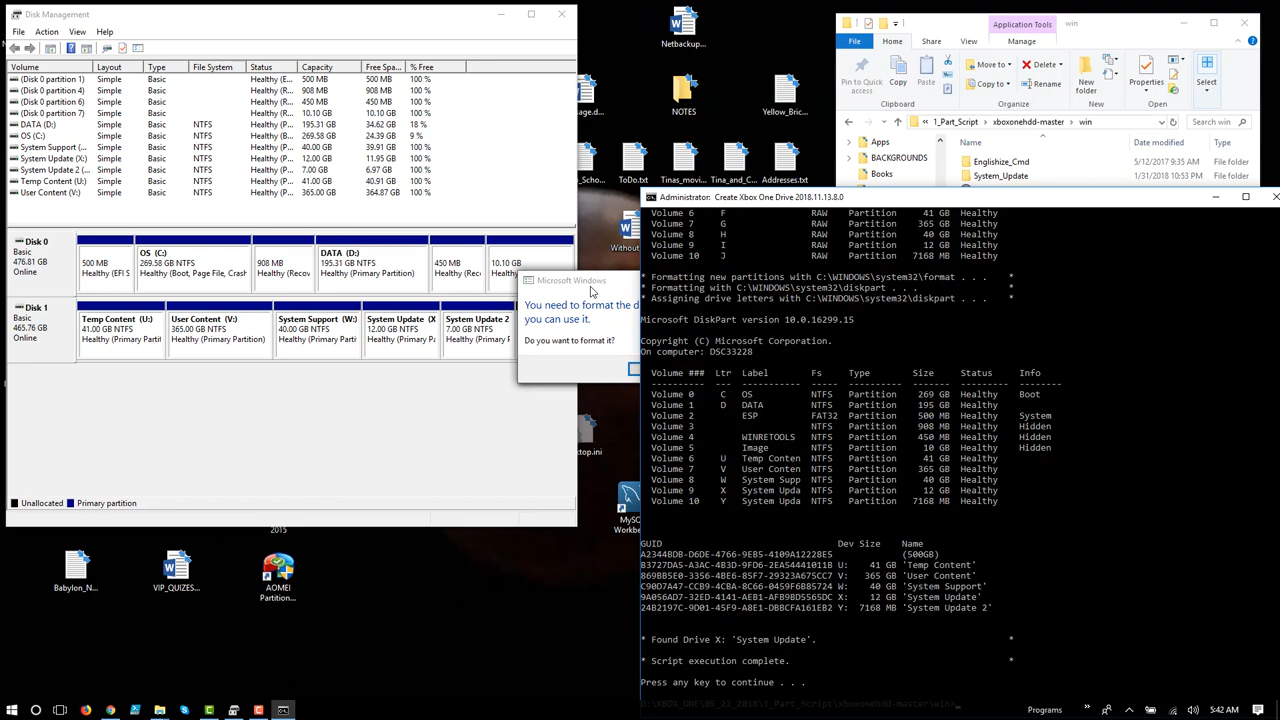 Disk Management
File Action View Help
Volume Layout Type File System Status Capacity Free Spa... % Free
(Disk 0 partition 1) Simple Basic Healthy (E... 500 MB 500 MB 100 %
(Disk 0 partition 4) Simple Basic Healthy (P... 908 MB 908 MB 100 %
(Disk 0 partition 6) Simple Basic Healthy (P... 450 MB 450 MB 100 %
(Disk 0 partition 7) Simple Basic Healthy (P... 10.10 GB 10.10 GB 100 %
DATA (D:) Simple Basic NTFS Healthy (P... 195.31 GB 34.62 GB 18 %
OS (C:) Simple Basic NTFS Healthy (B... 269.58 GB 24.39 GB 9 %
System Support (... Simple Basic NTFS Healthy (P... 40.00 GB 39.91 GB 100 %
System Update (X:) Simple Basic NTFS Healthy (P... 12.00 GB 11.95 GB 100 %
System Update 2 (... Simple Basic NTFS Healthy (P... 7.00 GB 6.97 GB 100 %
Temp Content (U:) Simple Basic NTFS Healthy (P... 41.00 GB 40.91 GB 100 %
User Content (V:) Simple Basic NTFS Healthy (P... 365.00 GB 364.87 GB 100 %
Disk 0
Basic
476.81 GB
Online
500 MB
Healthy (EFI S
OS (C:)
269.58 GB NTFS
Healthy (Boot, Page File, Crash
908 MB
Healthy (Recov
DATA (D:)
195.31 GB NTFS
Healthy (Primary Partition)
450 MB
Healthy (Rec
10.10 GB
Healthy (Recove
Disk 1
Basic
465.76 GB
Online
Temp Content (U:)
41.00 GB NTFS
Healthy (Primary Partit
User Content (V:)
365.00 GB NTFS
Healthy (Primary Partition)
System Support (W:)
40.00 GB NTFS
Healthy (Primary Partit
System Update (X
12.00 GB NTFS
Healthy (Primary P
System Update 2
7.00 GB NTFS
Healthy (Primary
Unallocated Primary partition
Microsoft Windows
You need to format the d
you can use it.
Do you want to format it?
Netbackup...
NOTES
Yellow_Bric...
sage.d...
_Scho...
ToDo.txt
Tinas_movi...
Tina_and_C...
Addresses.txt
Without
ktop.ini
MySQ
Workbe
2015
Babylon_N...
VIP_QUIZES...
AOMEI
Partition...
Application Tools win
File Home Share View Manage
Pin to Quick
access
Copy
Paste
Move to
Copy to
Delete
Rename
New
folder
Properties
Select
Clipboard Organize New Open
« 1_Part_Script xboxonehdd-master win Search win
Apps
BACKGROUNDS
Books
Name Date modified Type
Englishize_Cmd 5/12/2017 9:35 AM File folder
System_Update 1/31/2018 10:53 PM File folder
Administrator: Create Xbox One Drive 2018.11.13.8.0
Volume 6 F RAW Partition 41 GB Healthy
Volume 7 G RAW Partition 365 GB Healthy
Volume 8 H RAW Partition 40 GB Healthy
Volume 9 I RAW Partition 12 GB Healthy
Volume 10 J RAW Partition 7168 MB Healthy
* Formatting new partitions with C:\WINDOWS\system32\format . . . *
* Formatting with C:\WINDOWS\system32\diskpart . . . *
* Assigning drive letters with C:\WINDOWS\system32\diskpart . . . *
Microsoft DiskPart version 10.0.16299.15
Copyright (C) Microsoft Corporation.
On computer: DSC33228
Volume ### Ltr Label Fs Type Size Status Info
---------- --- ----------- ----- ---------- ------- --------- --------
Volume 0 C OS NTFS Partition 269 GB Healthy Boot
Volume 1 D DATA NTFS Partition 195 GB Healthy
Volume 2 ESP FAT32 Partition 500 MB Healthy System
Volume 3 NTFS Partition 908 MB Healthy Hidden
Volume 4 WINRETOOLS NTFS Partition 450 MB Healthy Hidden
Volume 5 Image NTFS Partition 10 GB Healthy Hidden
Volume 6 U Temp Conten NTFS Partition 41 GB Healthy
Volume 7 V User Conten NTFS Partition 365 GB Healthy
Volume 8 W System Supp NTFS Partition 40 GB Healthy
Volume 9 X System Upda NTFS Partition 12 GB Healthy
Volume 10 Y System Upda NTFS Partition 7168 MB Healthy
GUID Dev Size Name
A2344BDB-D6DE-4766-9EB5-4109A12228E5 (500GB)
B3727DA5-A3AC-4B3D-9FD6-2EA54441011B U: 41 GB 'Temp Content'
869BB5E0-3356-4BE6-85F7-29323A675CC7 V: 365 GB 'User Content'
C90D7A47-CCB9-4CBA-8C66-0459F6B85724 W: 40 GB 'System Support'
9A056AD7-32ED-4141-AEB1-AFB9BD5565DC X: 12 GB 'System Update'
24B2197C-9D01-45F9-A8E1-DBBCFA161EB2 Y: 7168 MB 'System Update 2'
* Found Drive X: 'System Update'. *
* Script execution complete. *
Press any key to continue . . .
D:\XBOX_ONE\05_22_2018\1_Part_Script\xboxonehdd-master\win>
Programs » 5:42 AM